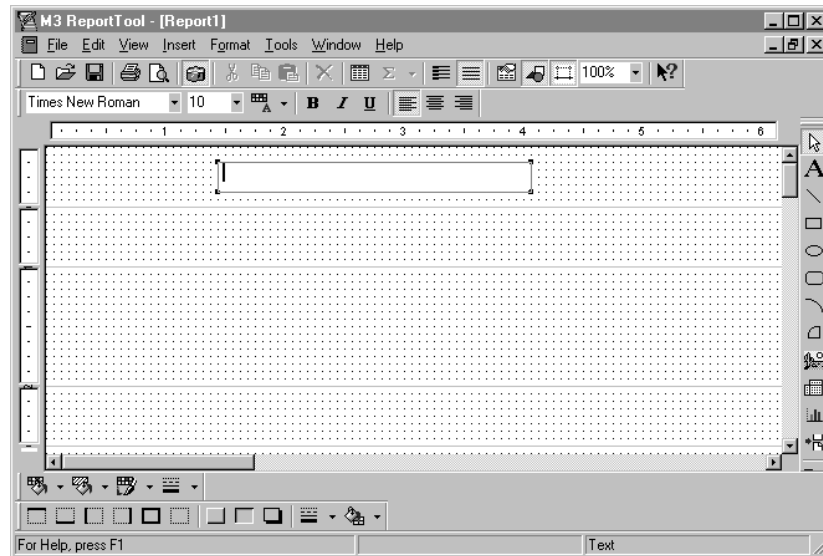 M3 ReportTool - [Report1]
File Edit View Insert Format Tools Window Help
100%
Times New Roman 10 B I U
1 2 3 4 5 6
A
For Help, press F1 Text